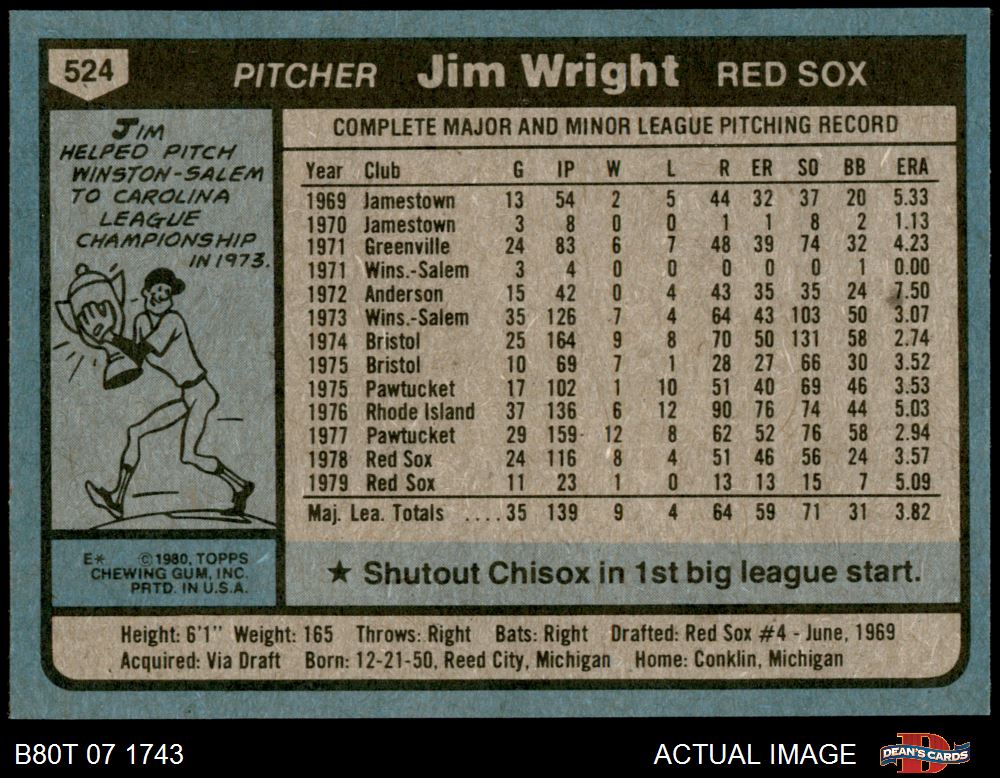 524 PITCHER Jim Wright RED SOX
JIM
HELPED PITCH
WINSTON-SALEM
TO CAROLINA
LEAGUE
CHAMPIONSHIP
IN 1973.
E* © 1980, TOPPS
CHEWING GUM, INC.
PRTD. IN U.S.A.
COMPLETE MAJOR AND MINOR LEAGUE PITCHING RECORD
Year Club G IP W L R ER SO BB ERA
1969 Jamestown 13 54 2 5 44 32 37 20 5.33
1970 Jamestown 3 8 0 0 1 1 8 2 1.13
1971 Greenville 24 83 6 7 48 39 74 32 4.23
1971 Wins.-Salem 3 4 0 0 0 0 0 1 0.00
1972 Anderson 15 42 0 4 43 35 35 24 7.50
1973 Wins.-Salem 35 126 7 4 64 43 103 50 3.07
1974 Bristol 25 164 9 8 70 50 131 58 2.74
1975 Bristol 10 69 7 1 28 27 66 30 3.52
1975 Pawtucket 17 102 1 10 51 40 69 46 3.53
1976 Rhode Island 37 136 6 12 90 76 74 44 5.03
1977 Pawtucket 29 159 12 8 62 52 76 58 2.94
1978 Red Sox 24 116 8 4 51 46 56 24 3.57
1979 Red Sox 11 23 1 0 13 13 15 7 5.09
Maj. Lea. Totals ....35 139 9 4 64 59 71 31 3.82
★ Shutout Chisox in 1st big league start.
Height: 6'1" Weight: 165 Throws: Right Bats: Right Drafted: Red Sox #4 - June, 1969
Acquired: Via Draft Born: 12-21-50, Reed City, Michigan Home: Conklin, Michigan
B80T 07 1743 ACTUAL IMAGE DEAN'S CARDS